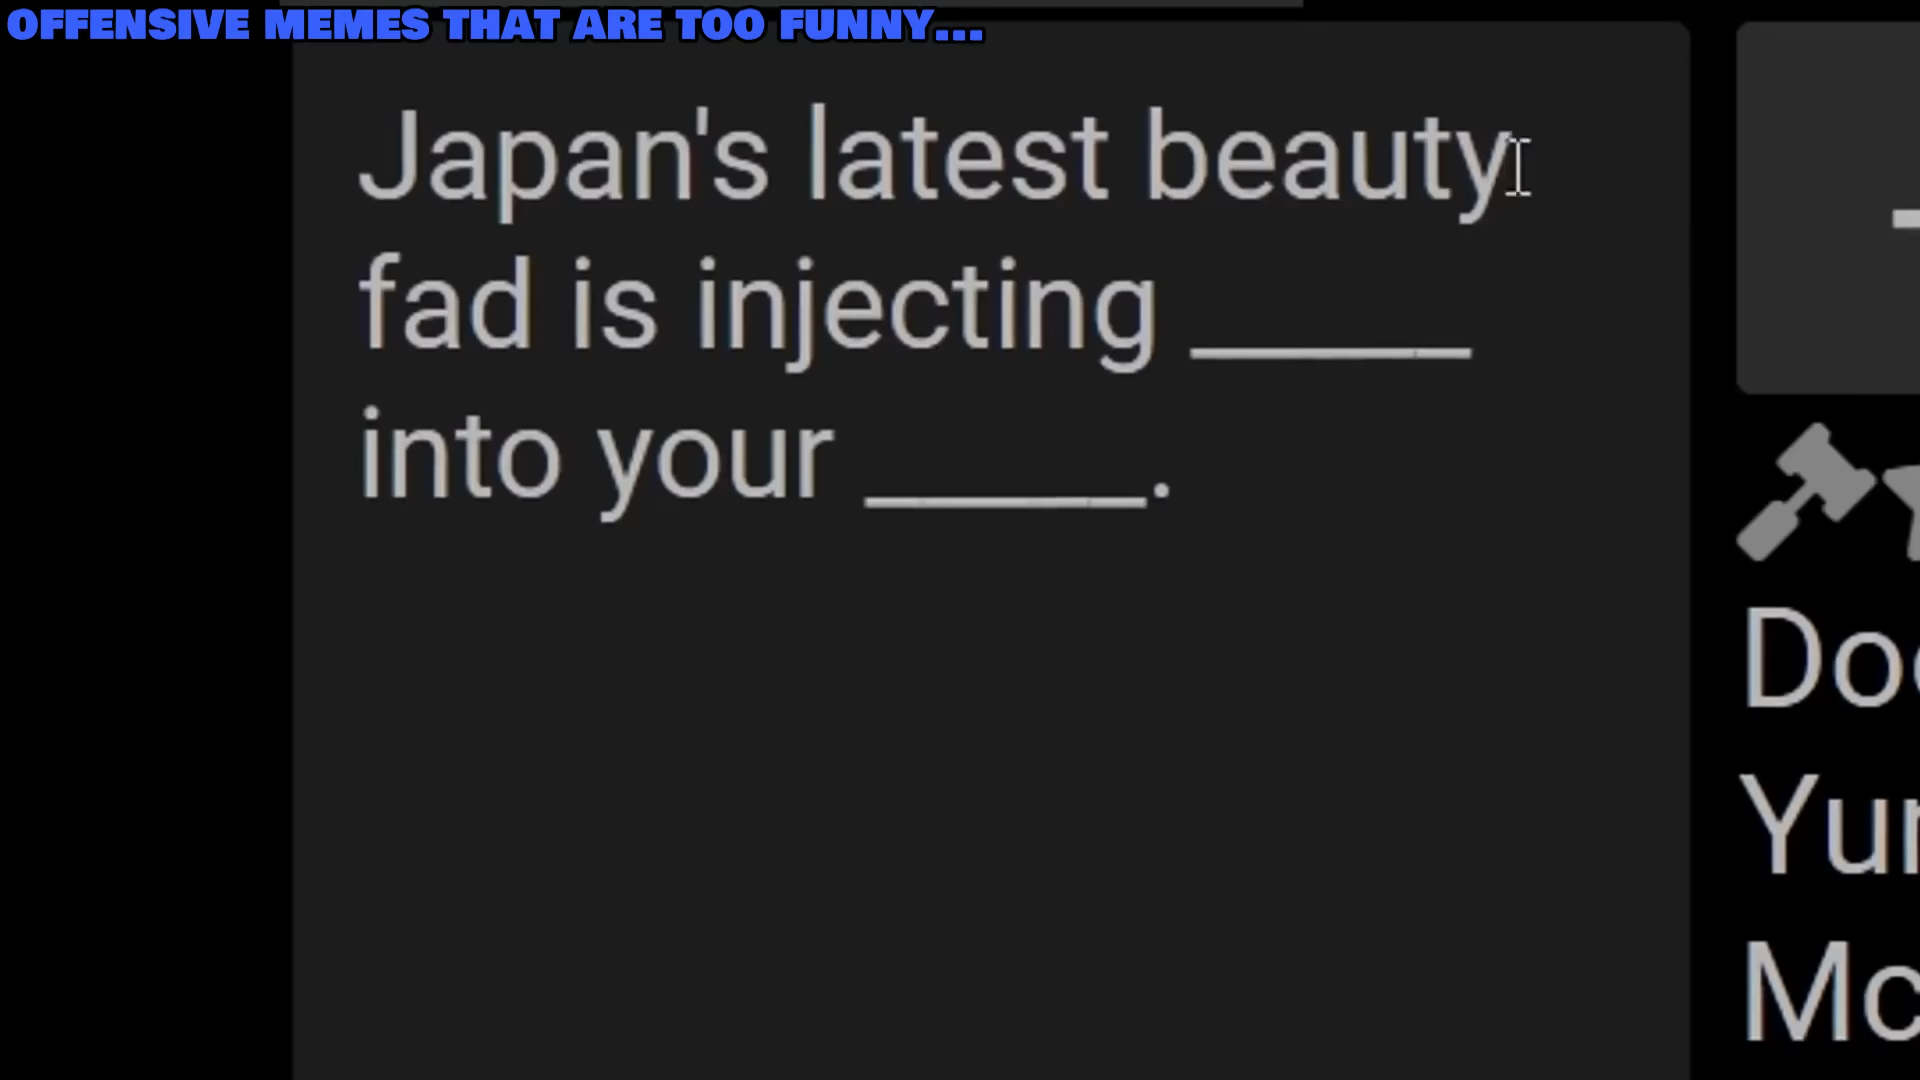 OFFENSIVE MEMES THAT ARE TOO FUNNY...
Japan's latest beauty
fad is injecting _____
into your _____.